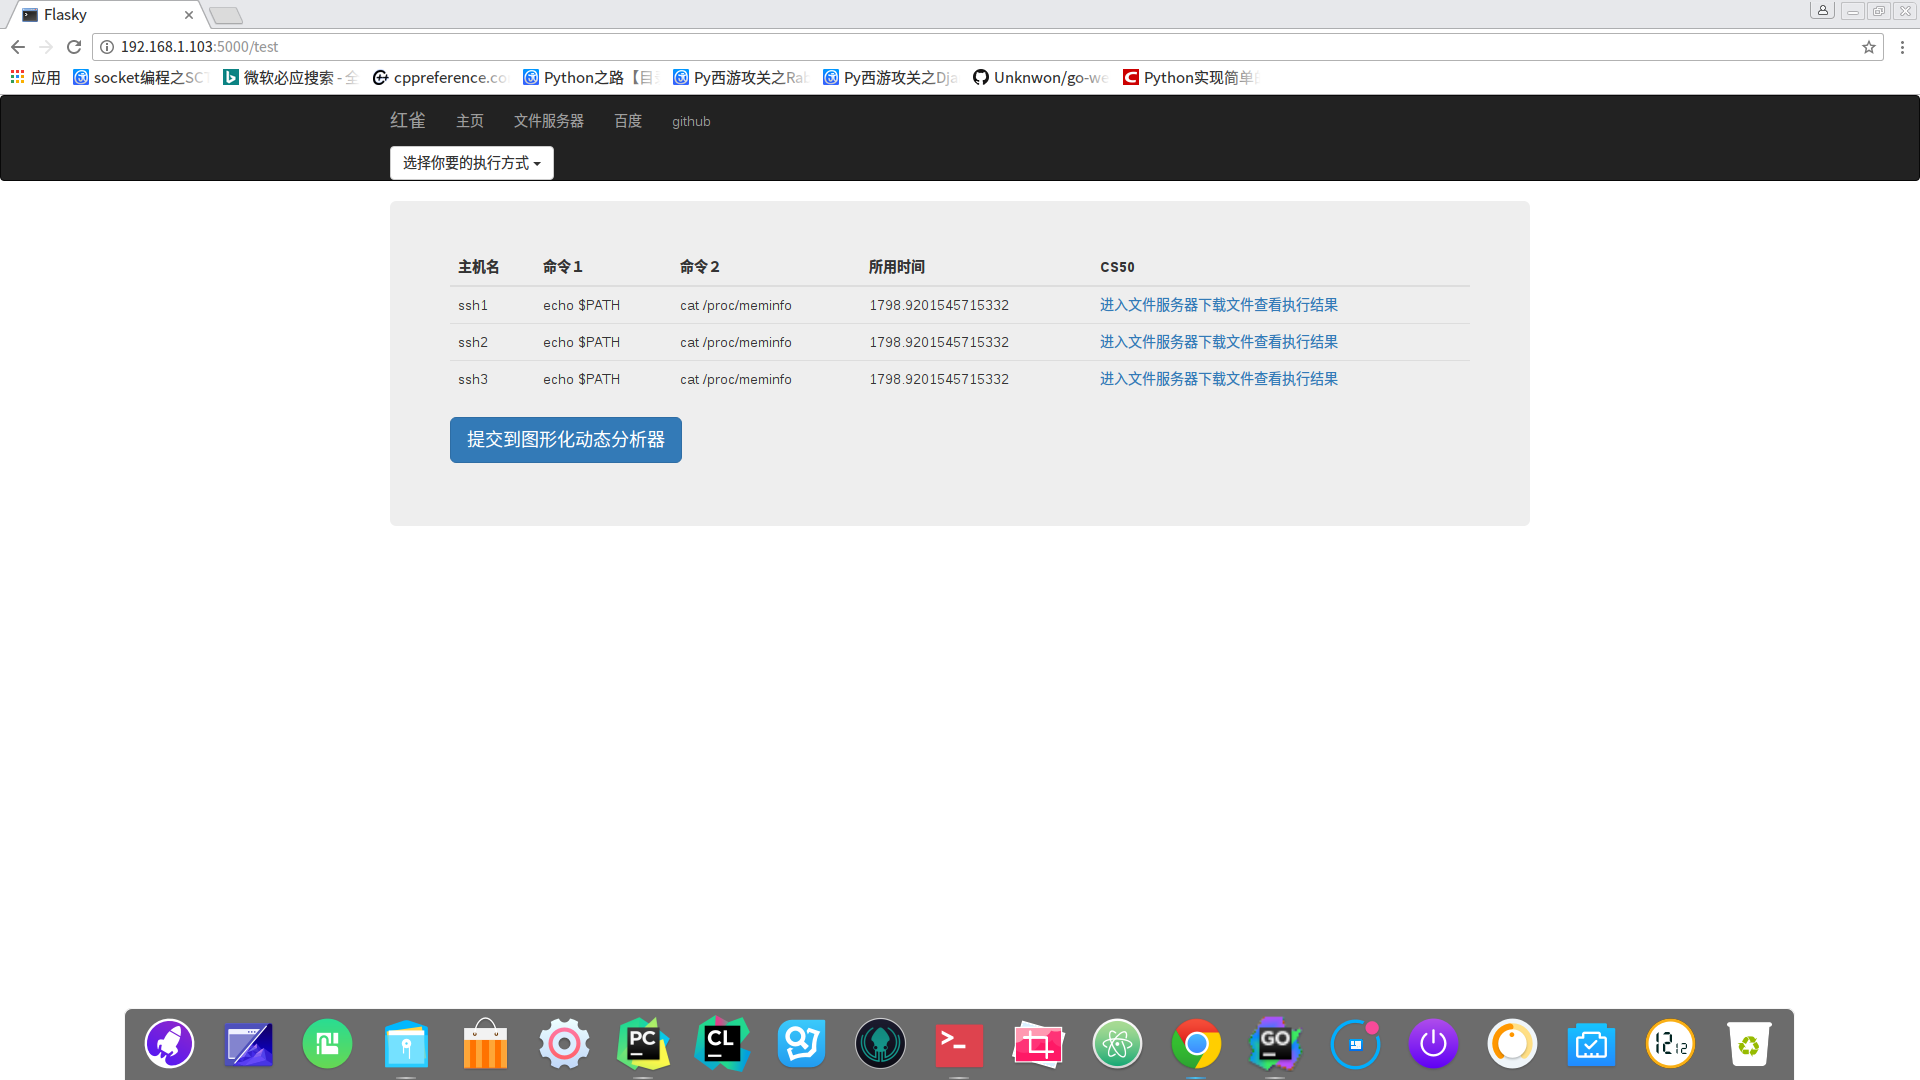 Flasky
192.168.1.103:5000/test
应用 socket编程之SC 微软必应搜索 - 全 cppreference.co Python之路【目 Py西游攻关之Ra Py西游攻关之Dja Unknwon/go-we Python实现简单
红雀 主页 文件服务器 百度 github
选择你要的执行方式
主机名 命令1 命令2 所用时间 CS50
ssh1 echo $PATH cat /proc/meminfo 1798.9201545715332 进入文件服务器下载文件查看执行结果
ssh2 echo $PATH cat /proc/meminfo 1798.9201545715332 进入文件服务器下载文件查看执行结果
ssh3 echo $PATH cat /proc/meminfo 1798.9201545715332 进入文件服务器下载文件查看执行结果
提交到图形化动态分析器
PC CL GO 12 12